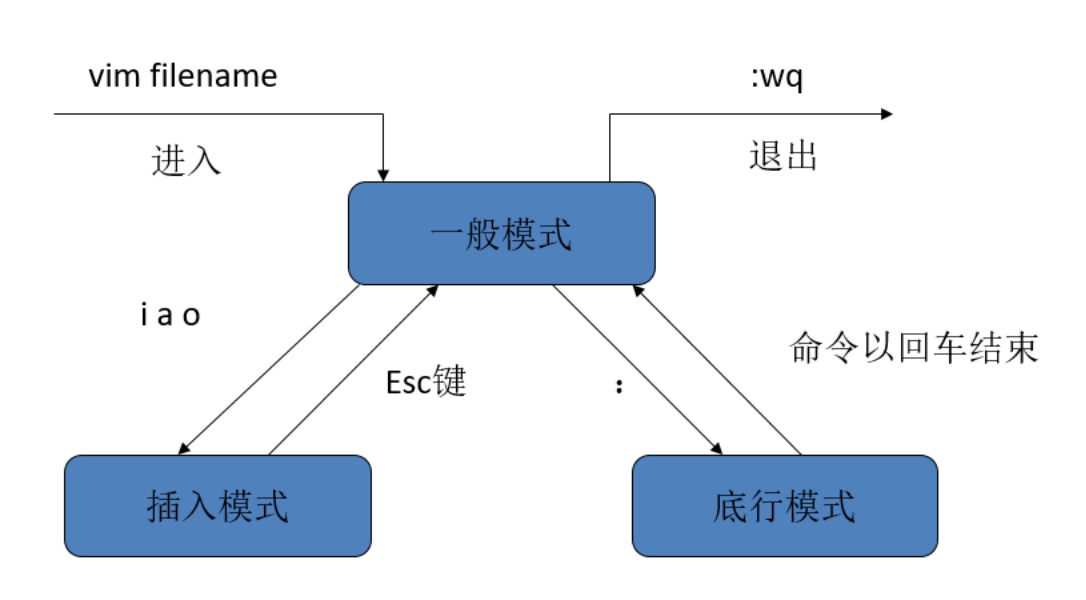 vim filename
:wq
进入
退出
一般模式
i a o
Esc键
：
命令以回车结束
插入模式
底行模式